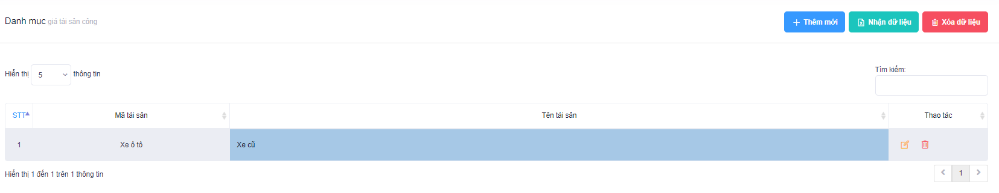 Danh mục giá tài sản công
Thêm mới Nhận dữ liệu Xóa dữ liệu
Hiển thị 5 thông tin
Tìm kiếm:
STT Mã tài sản Tên tài sản Thao tác
1 Xe ô tô Xe cũ
Hiển thị 1 đến 1 trên 1 thông tin
1